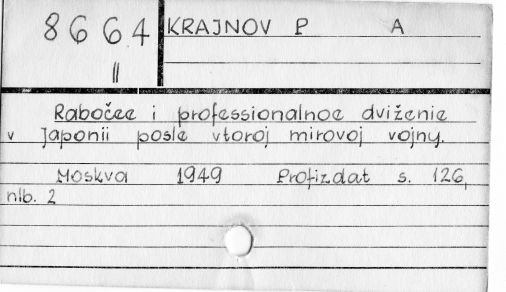 8664 KRAJNOV P A
II
Rabočee i professionalnoe dviženie
v Japonii posle vtoroj mirovoj vojny.
Moskva 1949 Profizdat s. 126,
nlb. 2